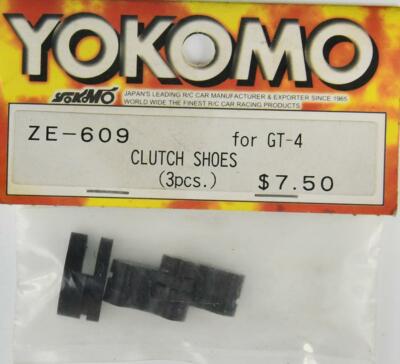 YOKOMO
YOKOMO
JAPAN'S LEADING R/C CAR MANUFACTURER & EXPORTER SINCE 1965
WORLD WIDE THE FINEST R/C CAR RACING PRODUCTS
ZE-609 for GT-4
CLUTCH SHOES
(3pcs.) $7.50